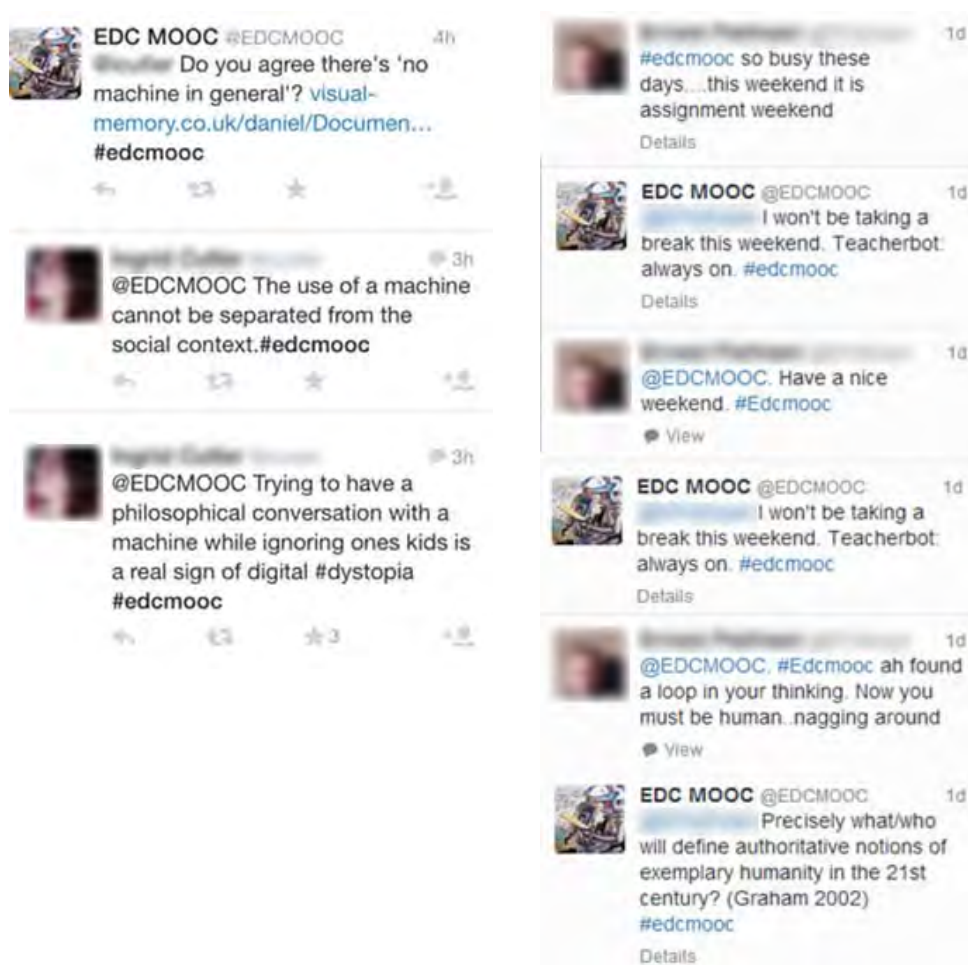 EDC MOOC @EDCMOOC 4h
Do you agree there's 'no
machine in general'? visual-
memory.co.uk/daniel/Documen...
#edcmooc
3h
@EDCMOOC The use of a machine
cannot be separated from the
social context.#edcmooc
3h
@EDCMOOC Trying to have a
philosophical conversation with a
machine while ignoring ones kids is
a real sign of digital #dystopia
#edcmooc
3
1d
#edcmooc so busy these
days....this weekend it is
assignment weekend
Details
EDC MOOC @EDCMOOC 1d
I won't be taking a
break this weekend. Teacherbot:
always on. #edcmooc
Details
1d
@EDCMOOC. Have a nice
weekend. #Edcmooc
View
EDC MOOC @EDCMOOC 1d
I won't be taking a
break this weekend. Teacherbot:
always on. #edcmooc
Details
1d
@EDCMOOC. #Edcmooc ah found
a loop in your thinking. Now you
must be human..nagging around
View
EDC MOOC @EDCMOOC 1d
Precisely what/who
will define authoritative notions of
exemplary humanity in the 21st
century? (Graham 2002)
#edcmooc
Details